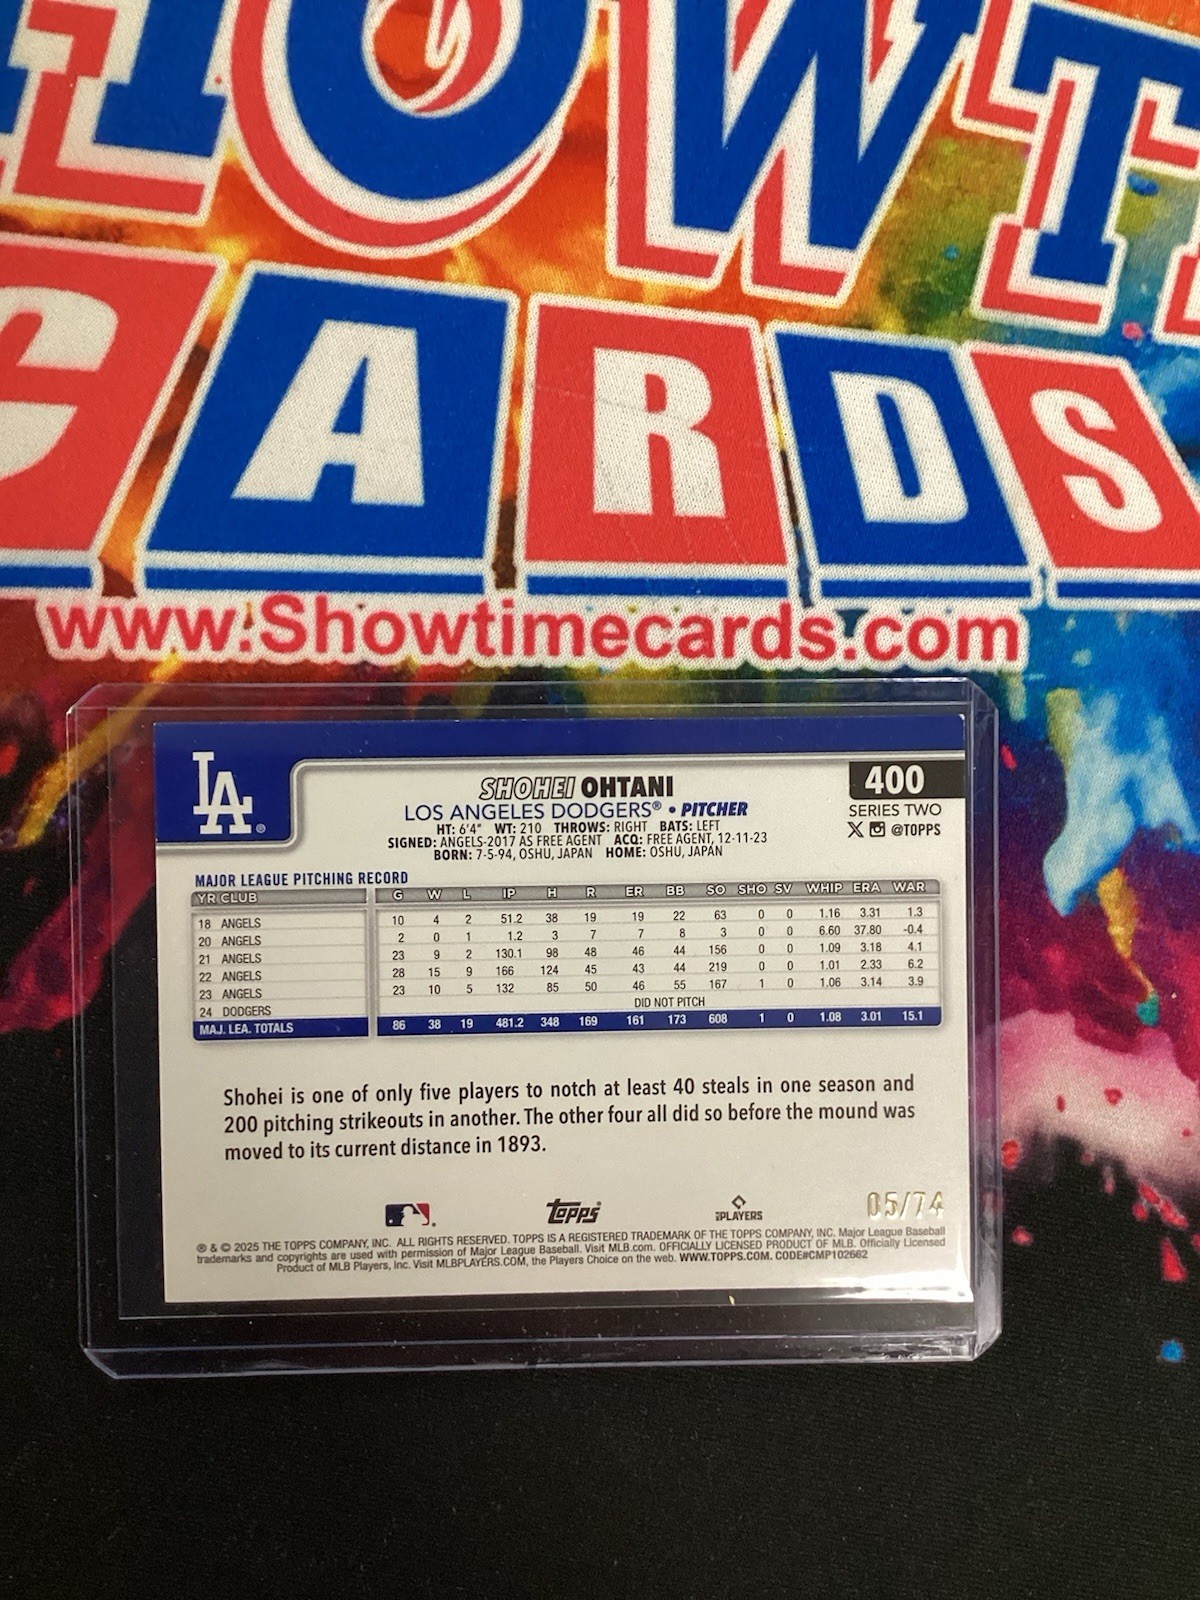 HOWT
CARDS
www.Showtimecards.com
LA
SHOHEI OHTANI
400
LOS ANGELES DODGERS® • PITCHER
SERIES TWO
HT: 6'4" WT: 210 THROWS: RIGHT BATS: LEFT
@TOPPS
SIGNED: ANGELS-2017 AS FREE AGENT ACQ: FREE AGENT, 12-11-23
BORN: 7-5-94, OSHU, JAPAN HOME: OSHU, JAPAN
MAJOR LEAGUE PITCHING RECORD
YR CLUB G W L IP H R ER BB SO SHO SV WHIP ERA WAR
18 ANGELS 10 4 2 51.2 38 19 19 22 63 0 0 1.16 3.31 1.3
20 ANGELS 2 0 1 1.2 3 7 7 8 3 0 0 6.60 37.80 -0.4
21 ANGELS 23 9 2 130.1 98 48 46 44 156 0 0 1.09 3.18 4.1
22 ANGELS 28 15 9 166 124 45 43 44 219 0 0 1.01 2.33 6.2
23 ANGELS 23 10 5 132 85 50 46 55 167 1 0 1.06 3.14 3.9
24 DODGERS DID NOT PITCH
MAJ. LEA. TOTALS 86 38 19 481.2 348 169 161 173 608 1 0 1.08 3.01 15.1
Shohei is one of only five players to notch at least 40 steals in one season and
200 pitching strikeouts in another. The other four all did so before the mound was
moved to its current distance in 1893.
topps
PLAYERS
05/74
® & © 2025 THE TOPPS COMPANY, INC. ALL RIGHTS RESERVED. TOPPS IS A REGISTERED TRADEMARK OF THE TOPPS COMPANY, INC. Major League Baseball
trademarks and copyrights are used with permission of Major League Baseball. Visit MLB.com. OFFICIALLY LICENSED PRODUCT OF MLB. Officially Licensed
Product of MLB Players, Inc. Visit MLBPLAYERS.COM, the Players Choice on the web. WWW.TOPPS.COM. CODE#CMP102662